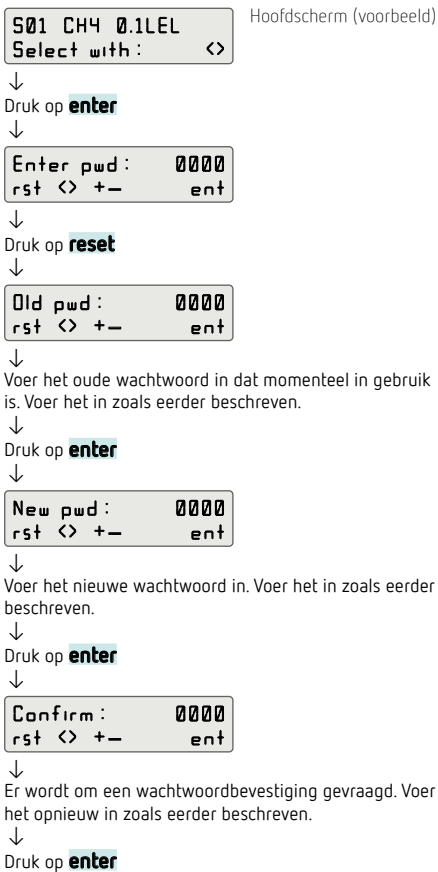 S01 CH4 0.1LEL
Select with: <>
Hoofdscherm (voorbeeld)
↓
Druk op enter
↓
Enter pwd: 0000
rst <> +− ent
↓
Druk op reset
↓
Old pwd: 0000
rst <> +− ent
↓
Voer het oude wachtwoord in dat momenteel in gebruik
is. Voer het in zoals eerder beschreven.
↓
Druk op enter
↓
New pwd: 0000
rst <> +− ent
↓
Voer het nieuwe wachtwoord in. Voer het in zoals eerder
beschreven.
↓
Druk op enter
↓
Confirm: 0000
rst <> +− ent
↓
Er wordt om een wachtwoordbevestiging gevraagd. Voer
het opnieuw in zoals eerder beschreven.
↓
Druk op enter